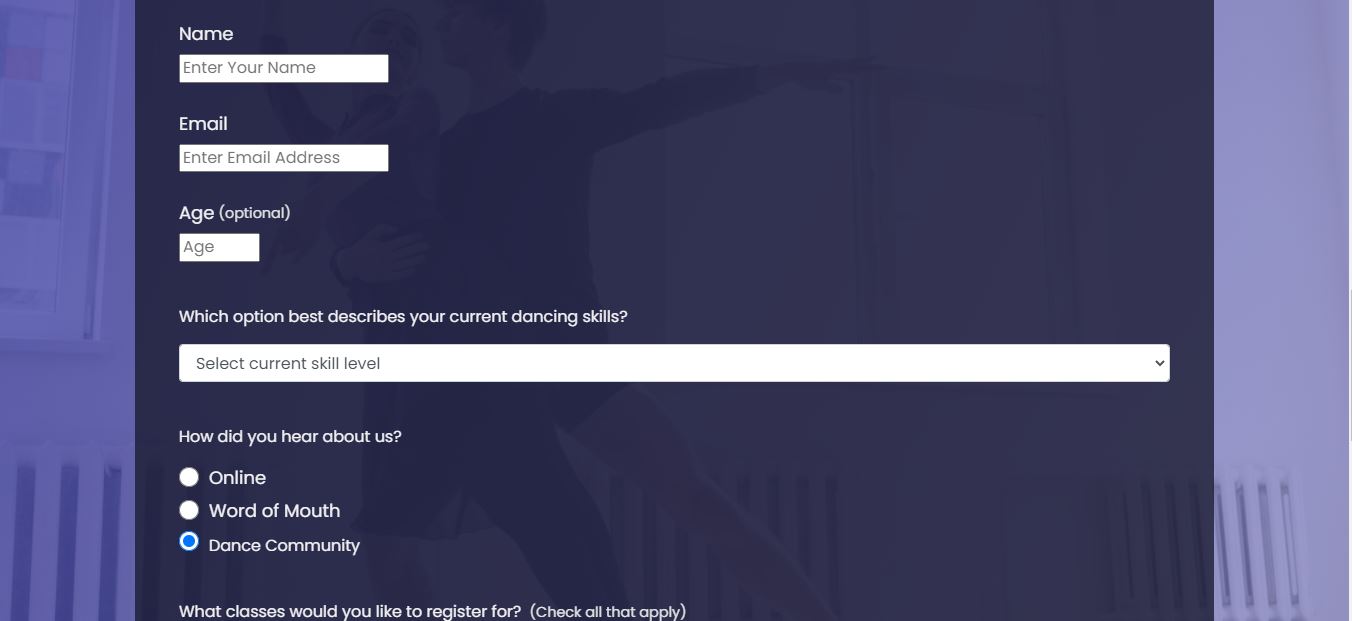 Name
Enter Your Name
Email
Enter Email Address
Age (optional)
Age
Which option best describes your current dancing skills?
Select current skill level
How did you hear about us?
Online
Word of Mouth
Dance Community
What classes would you like to register for? (Check all that apply)